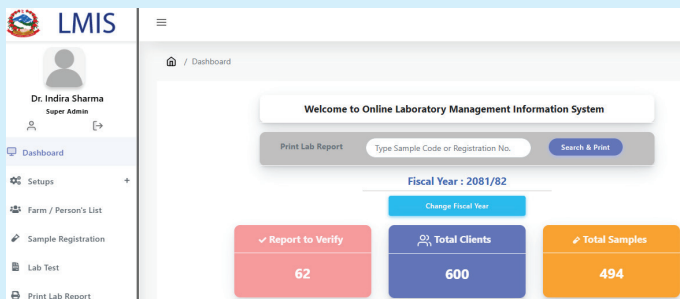 LMIS
Dr. Indira Sharma
Super Admin
Dashboard
Setups +
Farm / Person's List
Sample Registration
Lab Test
Print Lab Report
/ Dashboard
Welcome to Online Laboratory Management Information System
Print Lab Report Type Sample Code or Registration No. Search & Print
Fiscal Year : 2081/82
Change Fiscal Year
Report to Verify Total Clients Total Samples
62 600 494